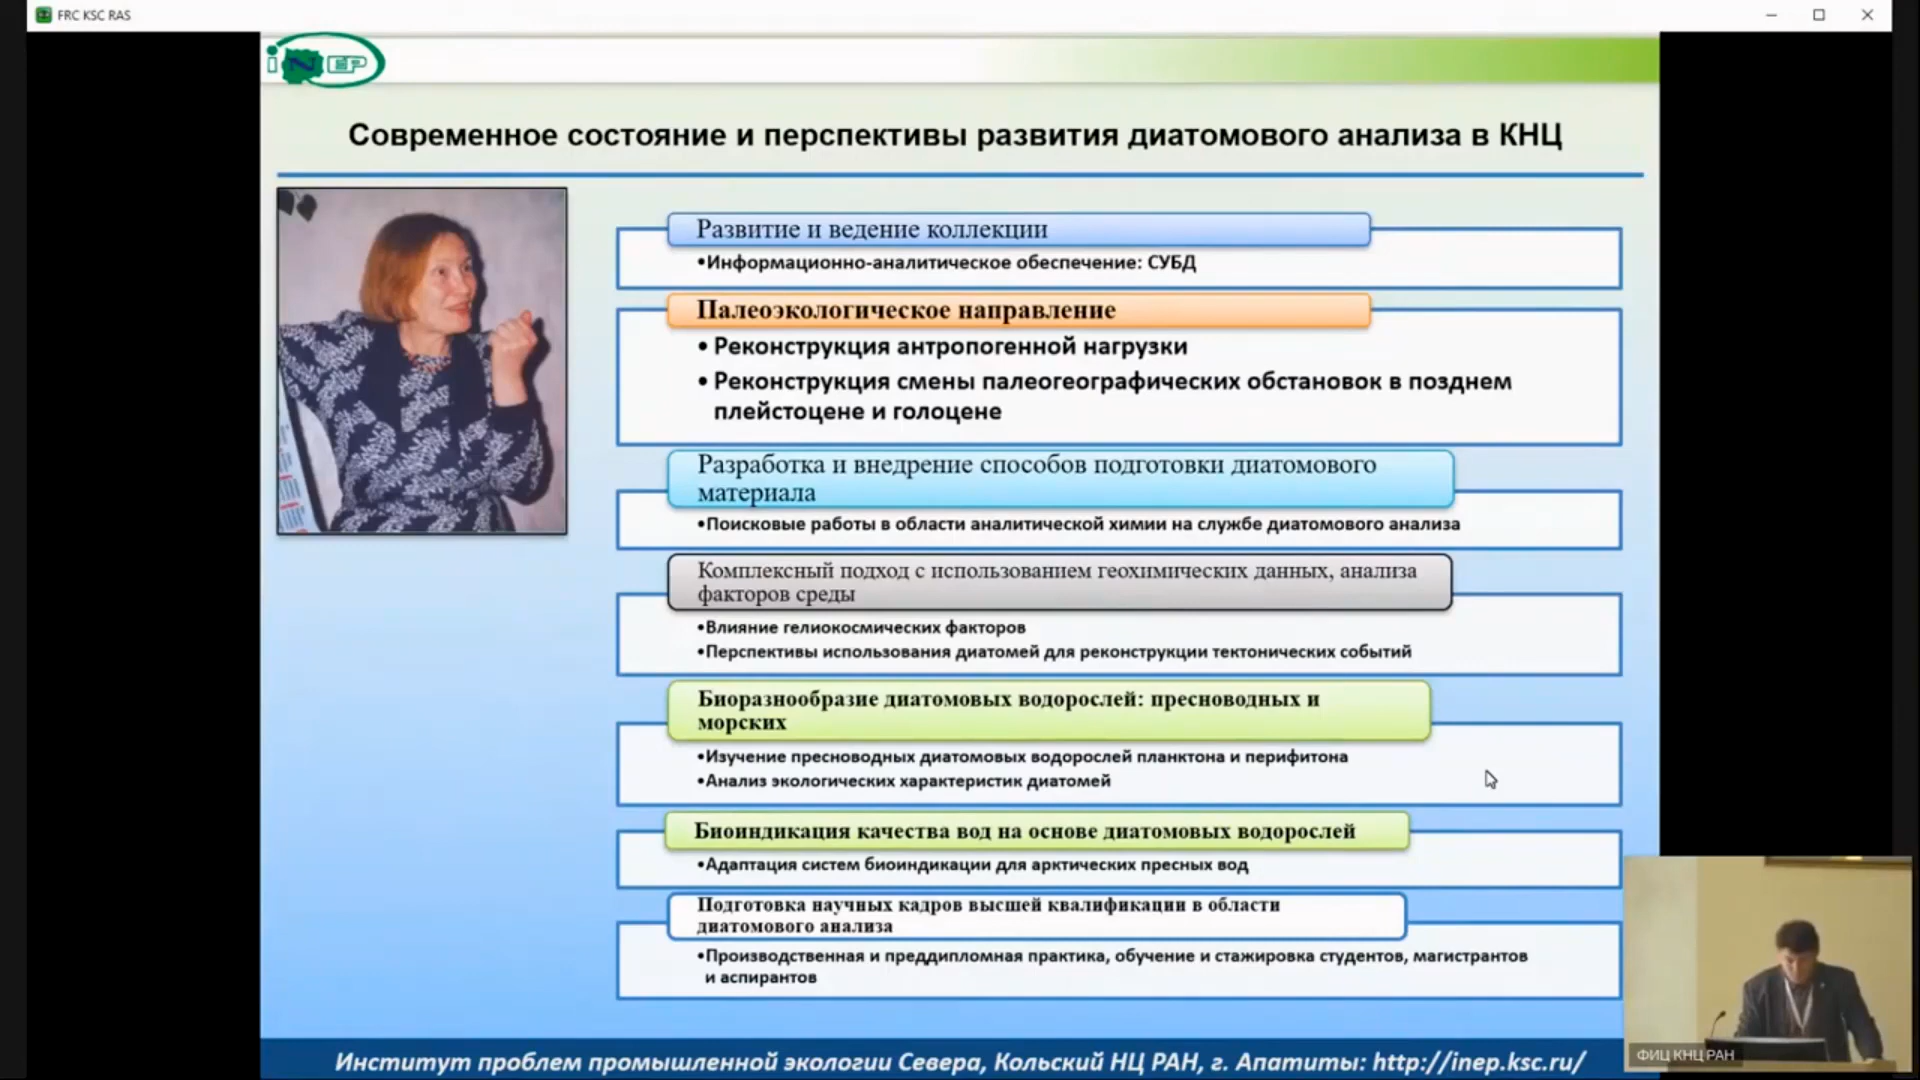 FRC KSC RAS
iNEP
Современное состояние и перспективы развития диатомового анализа в КНЦ
Развитие и ведение коллекции
•Информационно-аналитическое обеспечение: СУБД
Палеоэкологическое направление
• Реконструкция антропогенной нагрузки
• Реконструкция смены палеогеографических обстановок в позднем
плейстоцене и голоцене
Разработка и внедрение способов подготовки диатомового
материала
•Поисковые работы в области аналитической химии на службе диатомового анализа
Комплексный подход с использованием геохимических данных, анализа
факторов среды
•Влияние гелиокосмических факторов
•Перспективы использования диатомей для реконструкции тектонических событий
Биоразнообразие диатомовых водорослей: пресноводных и
морских
•Изучение пресноводных диатомовых водорослей планктона и перифитона
•Анализ экологических характеристик диатомей
Биоиндикация качества вод на основе диатомовых водорослей
•Адаптация систем биоиндикации для арктических пресных вод
Подготовка научных кадров высшей квалификации в области
диатомового анализа
•Производственная и преддипломная практика, обучение и стажировка студентов, магистрантов
и аспирантов
Институт проблем промышленной экологии Севера, Кольский НЦ РАН, г. Апатиты: http://inep.ksc.ru/
ФИЦ КНЦ РАН